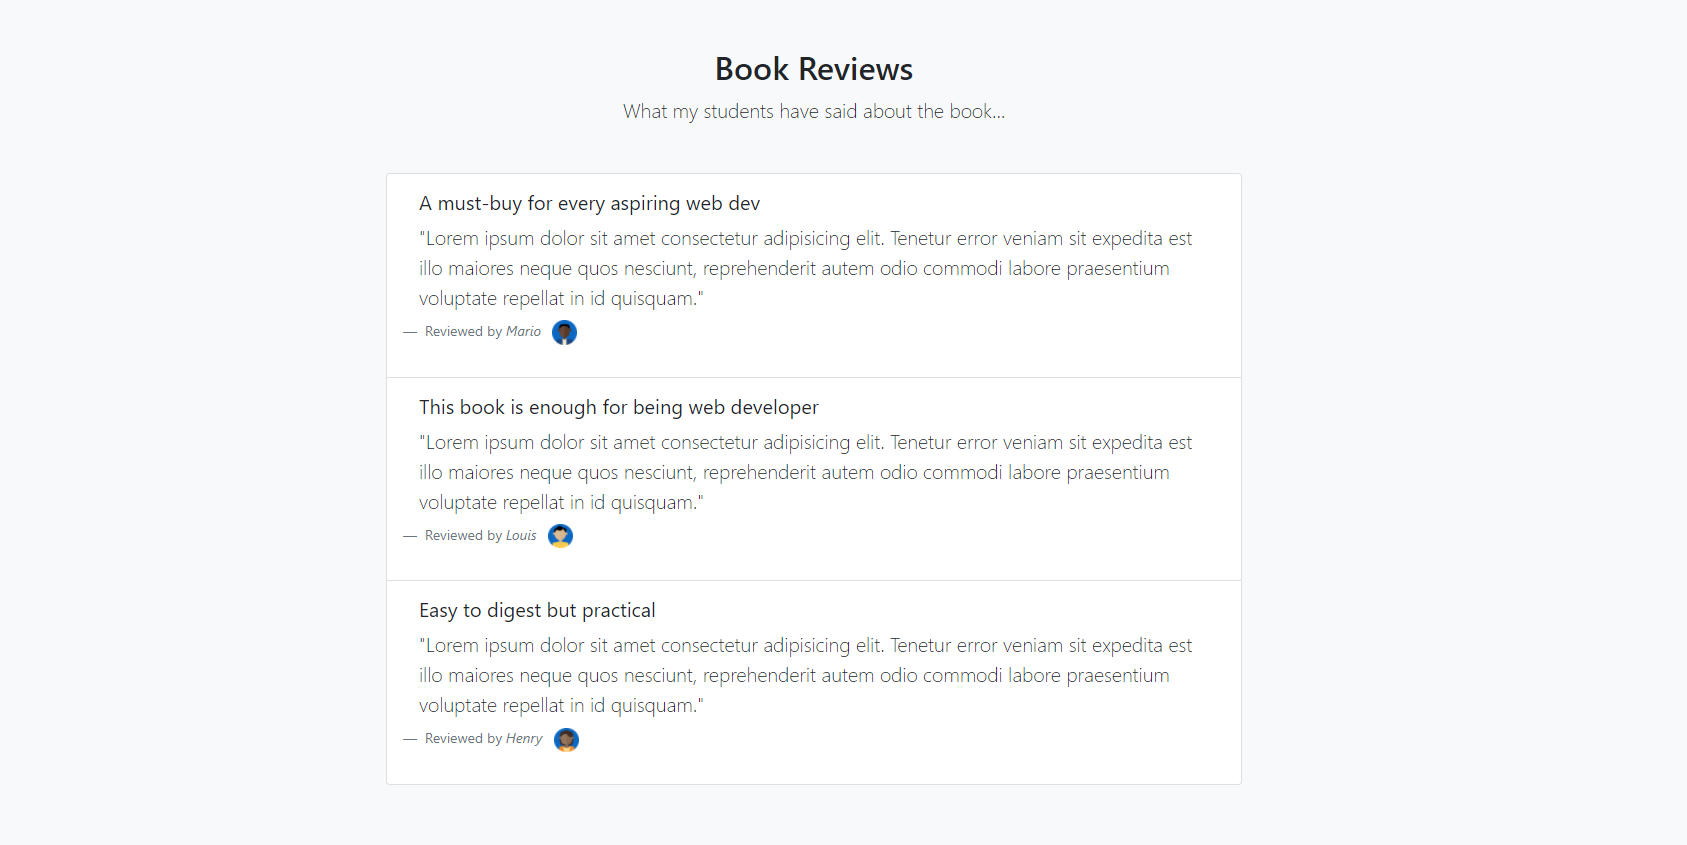 Book Reviews
What my students have said about the book...
A must-buy for every aspiring web dev
"Lorem ipsum dolor sit amet consectetur adipisicing elit. Tenetur error veniam sit expedita est
illo maiores neque quos nesciunt, reprehenderit autem odio commodi labore praesentium
voluptate repellat in id quisquam."
— Reviewed by Mario
This book is enough for being web developer
"Lorem ipsum dolor sit amet consectetur adipisicing elit. Tenetur error veniam sit expedita est
illo maiores neque quos nesciunt, reprehenderit autem odio commodi labore praesentium
voluptate repellat in id quisquam."
— Reviewed by Louis
Easy to digest but practical
"Lorem ipsum dolor sit amet consectetur adipisicing elit. Tenetur error veniam sit expedita est
illo maiores neque quos nesciunt, reprehenderit autem odio commodi labore praesentium
voluptate repellat in id quisquam."
— Reviewed by Henry